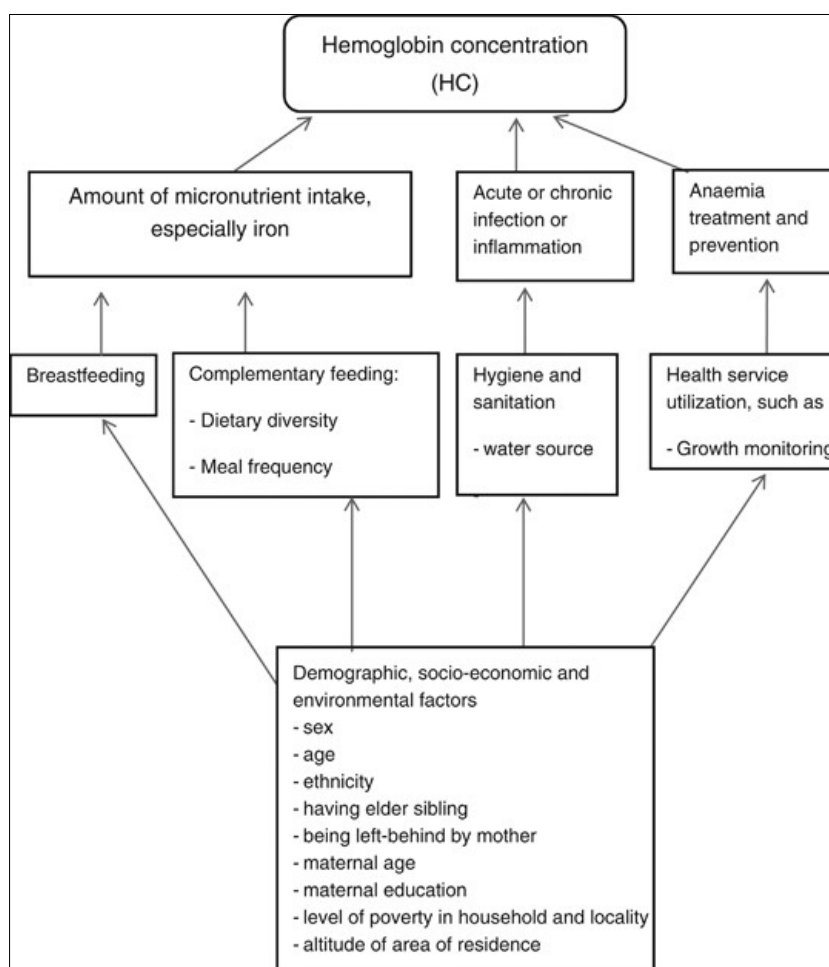 Hemoglobin concentration
(HC)
Amount of micronutrient intake,
especially iron
Acute or chronic
infection or
inflammation
Anaemia
treatment and
prevention
Breastfeeding
Complementary feeding:
- Dietary diversity
- Meal frequency
Hygiene and
sanitation
- water source
-
Health service
utilization, such as
- Growth monitoring
Demographic, socio-economic and
environmental factors
- sex
- age
- ethnicity
- having elder sibling
- being left-behind by mother
- maternal age
- maternal education
- level of poverty in household and locality
- altitude of area of residence